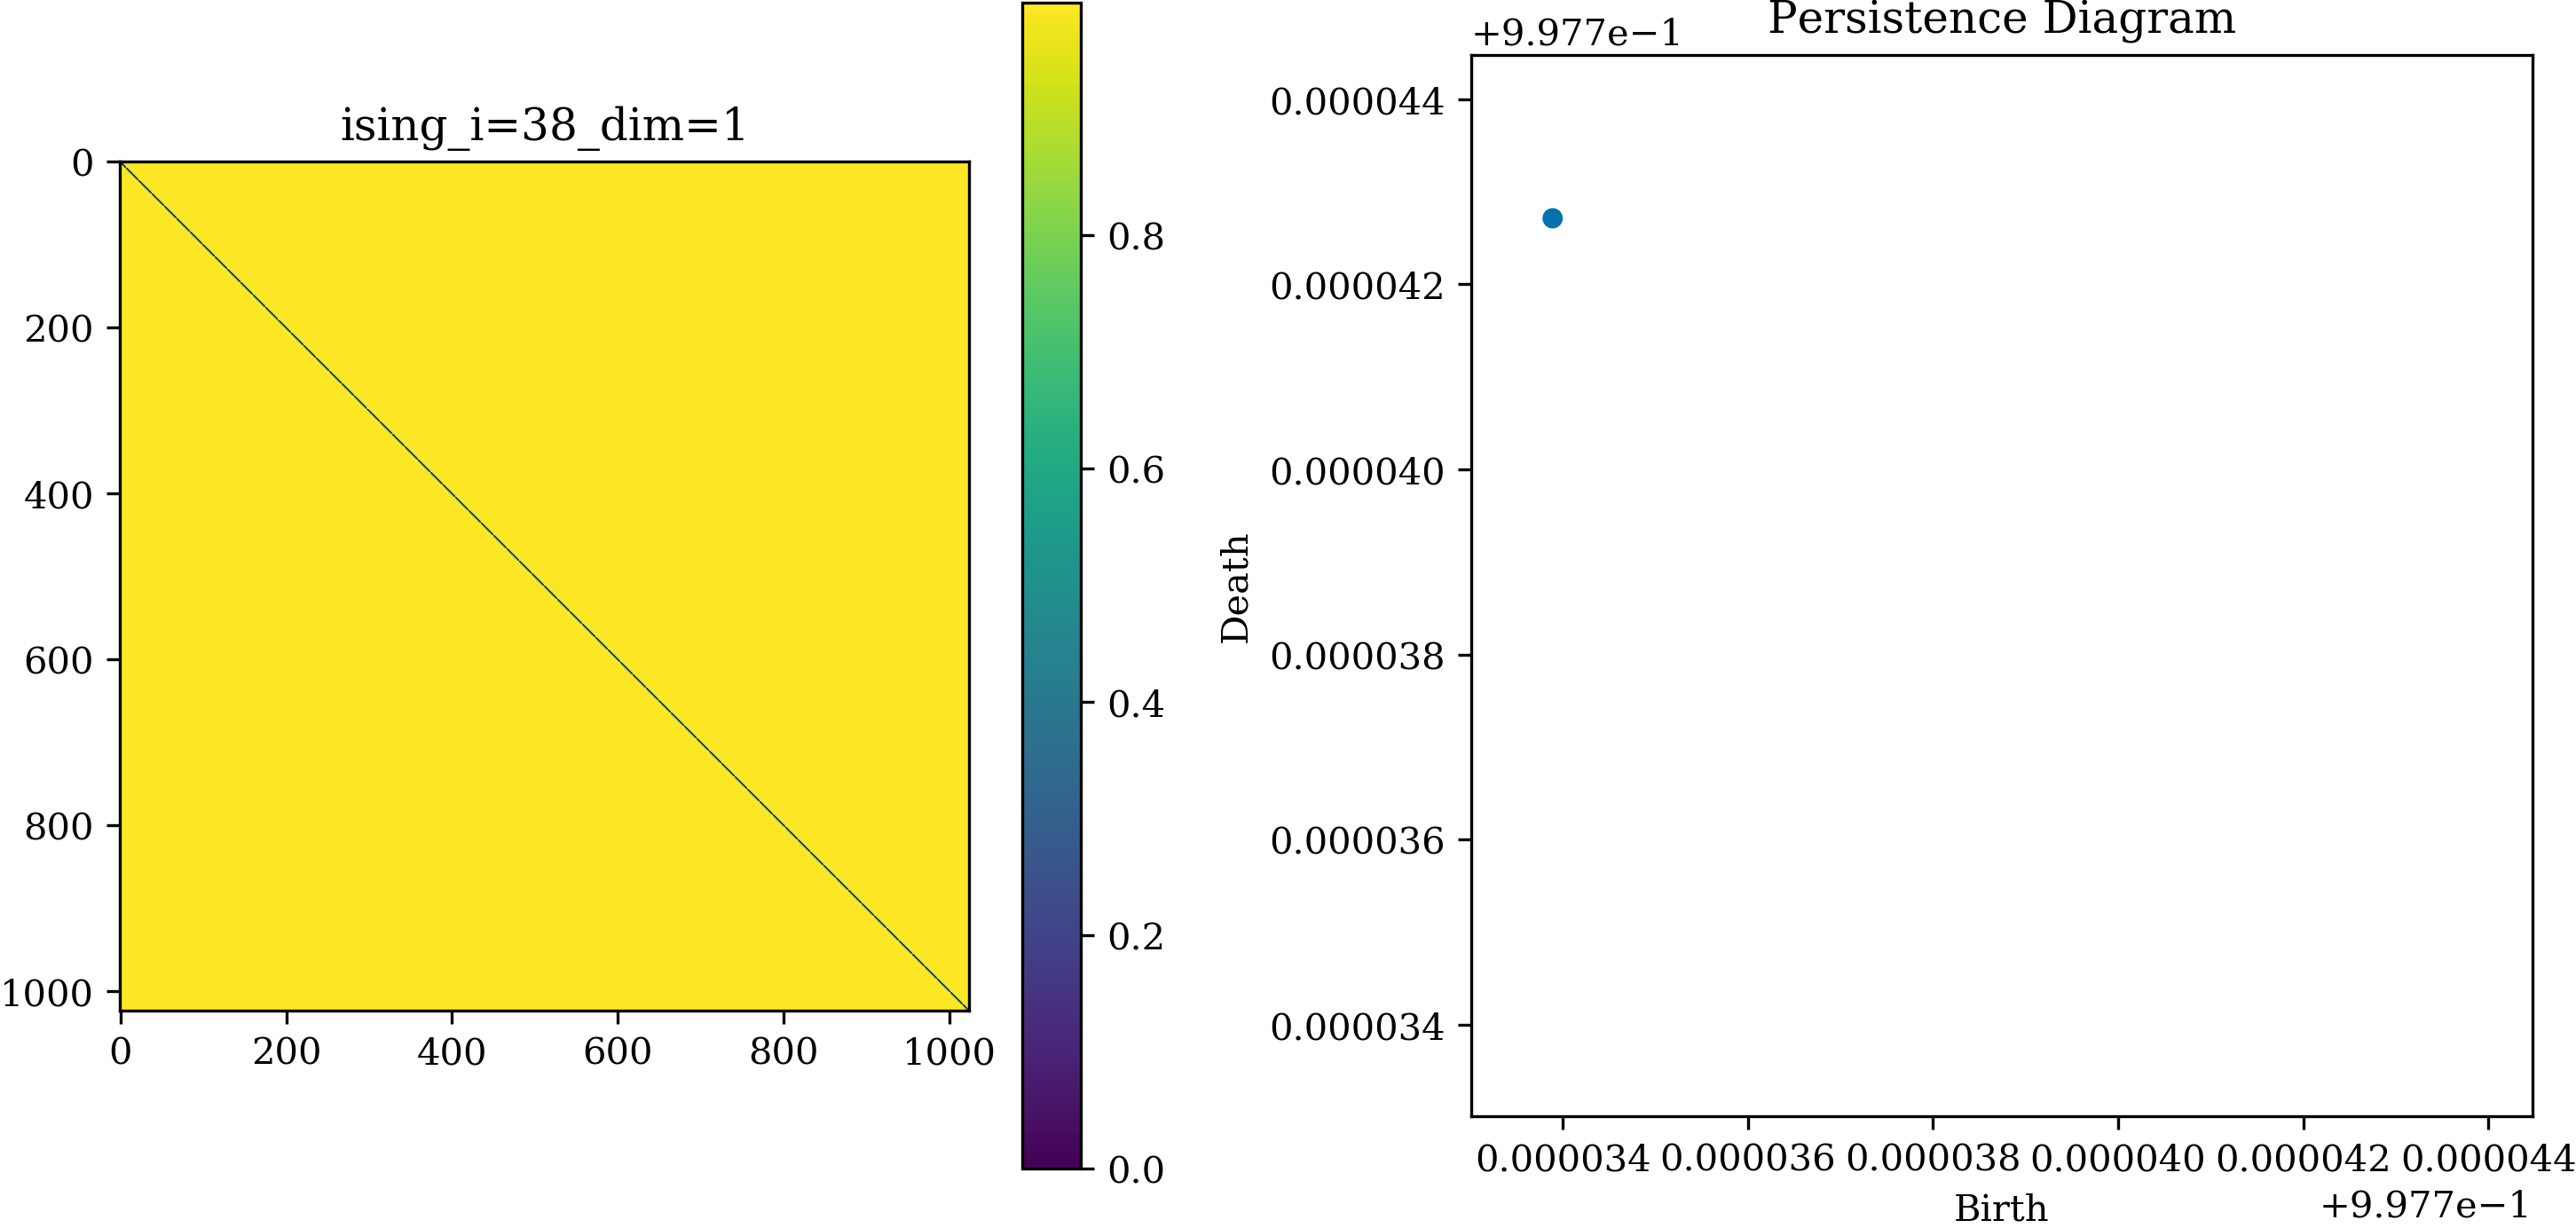 ising_i=38_dim=1
0
200
400
600
800
1000
0 200 400 600 800 1000
0.8
0.6
0.4
0.2
0.0
Persistence Diagram
+9.977e−1
0.000044
0.000042
0.000040
0.000038
0.000036
0.000034
Death
0.000034 0.000036 0.000038 0.000040 0.000042 0.000044
Birth
+9.977e−1